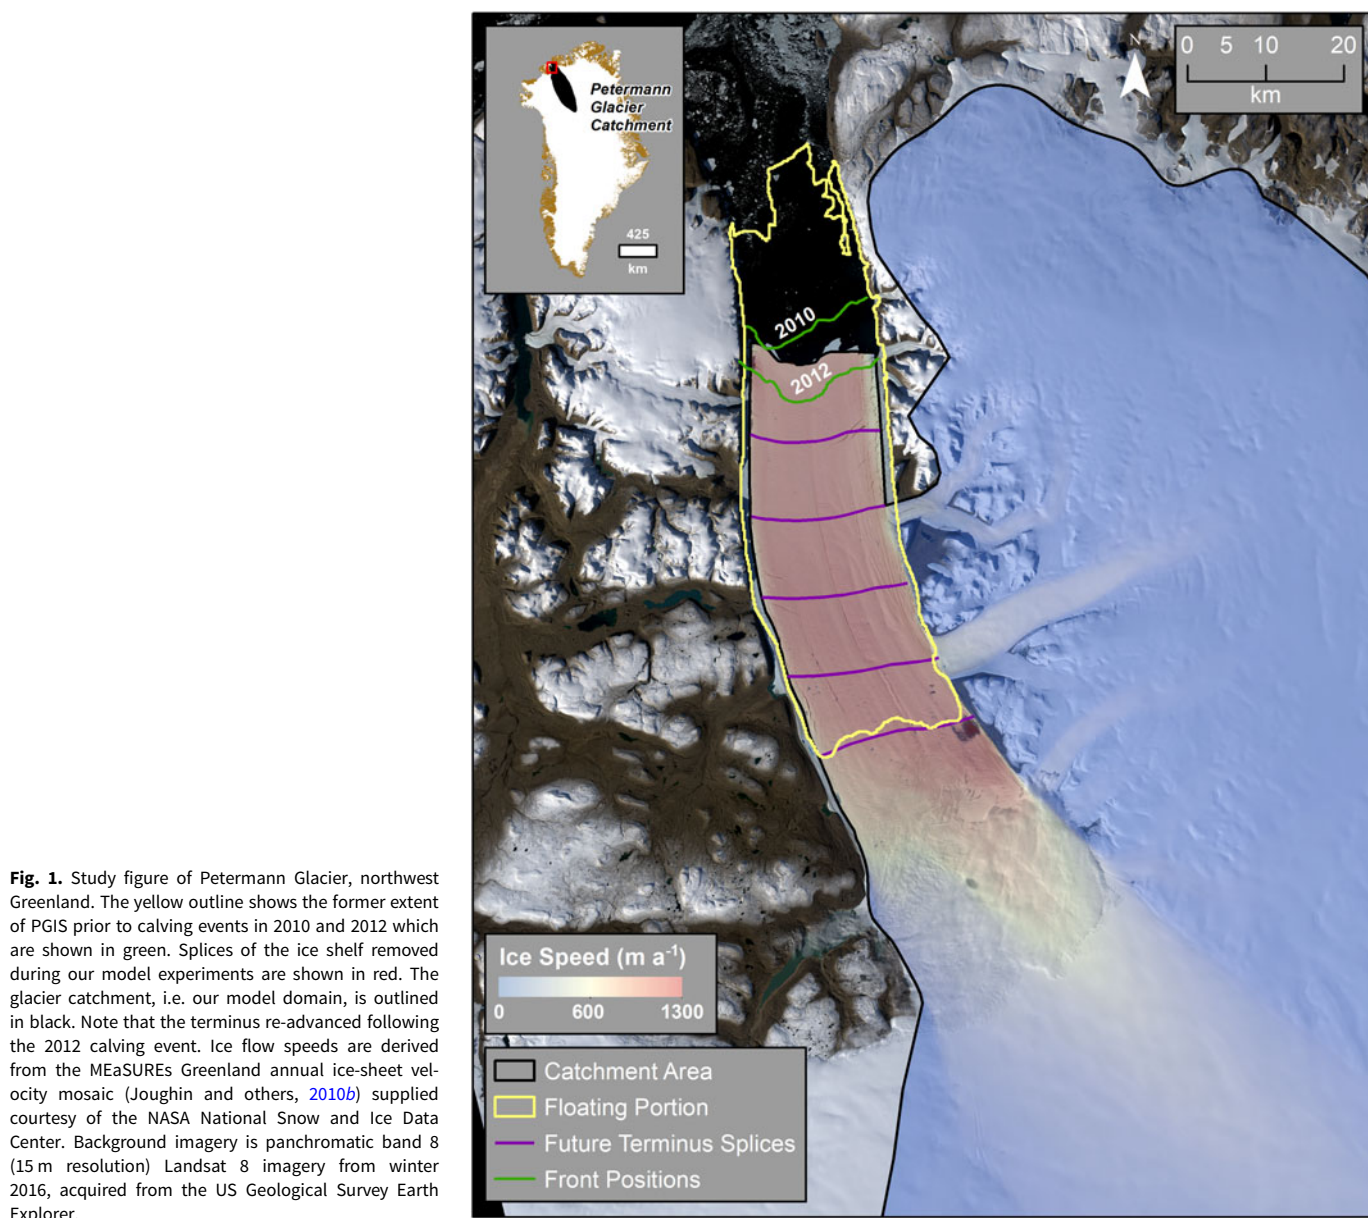 Petermann
Glacier
Catchment
425
km
N
0 5 10 20
km
2010
2012
Ice Speed (m a⁻¹)
0 600 1300
Catchment Area
Floating Portion
Future Terminus Splices
Front Positions
Fig. 1. Study figure of Petermann Glacier, northwest
Greenland. The yellow outline shows the former extent
of PGIS prior to calving events in 2010 and 2012 which
are shown in green. Splices of the ice shelf removed
during our model experiments are shown in red. The
glacier catchment, i.e. our model domain, is outlined
in black. Note that the terminus re-advanced following
the 2012 calving event. Ice flow speeds are derived
from the MEaSUREs Greenland annual ice-sheet vel-
ocity mosaic (Joughin and others, 2010b) supplied
courtesy of the NASA National Snow and Ice Data
Center. Background imagery is panchromatic band 8
(15 m resolution) Landsat 8 imagery from winter
2016, acquired from the US Geological Survey Earth
Explorer